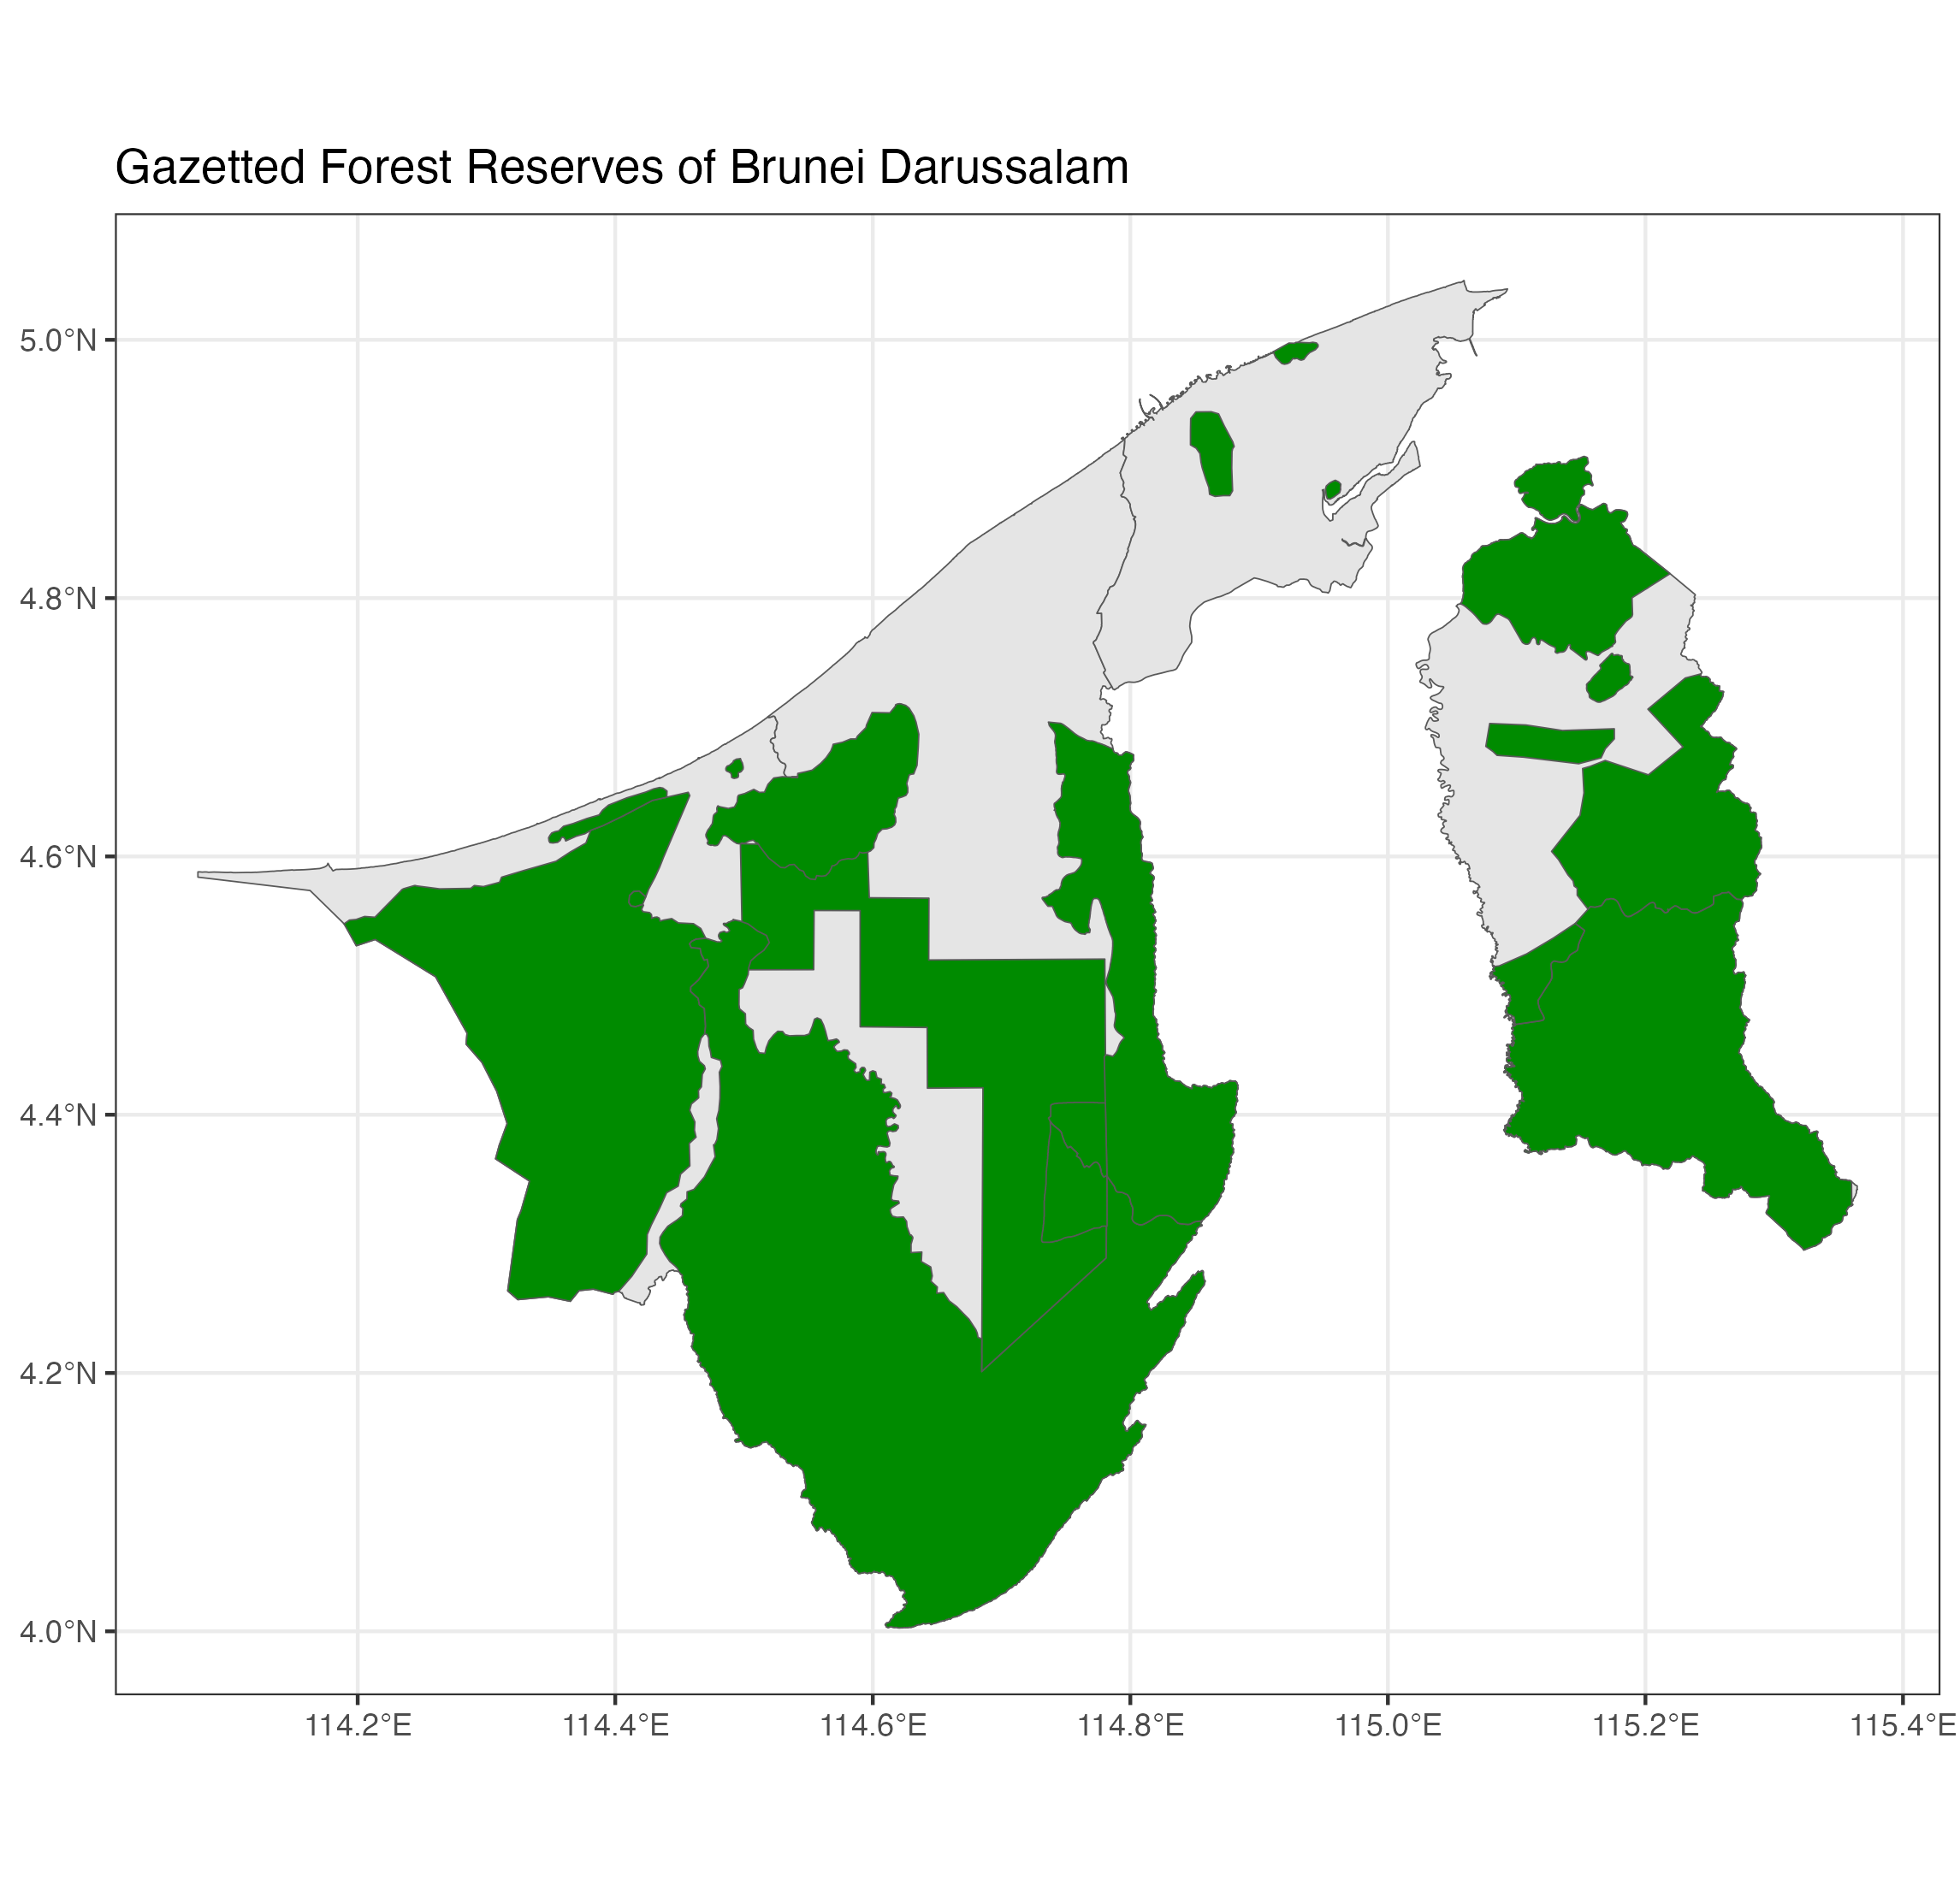 Gazetted Forest Reserves of Brunei Darussalam
5.0°N
4.8°N
4.6°N
4.4°N
4.2°N
4.0°N
114.2°E 114.4°E 114.6°E 114.8°E 115.0°E 115.2°E 115.4°E